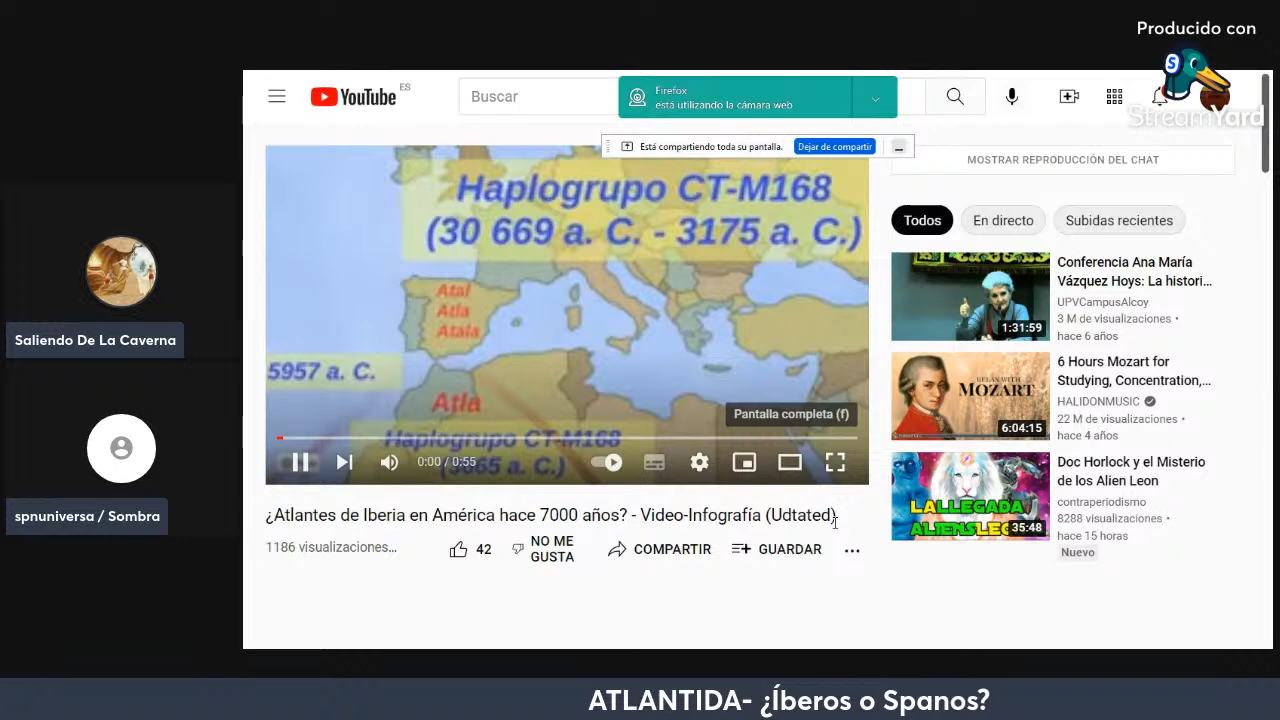 Producido con
StreamYard
YouTube ES
Buscar
Firefox
está utilizando la cámara web
Está compartiendo toda su pantalla.
Dejar de compartir
MOSTRAR REPRODUCCIÓN DEL CHAT
Haplogrupo CT-M168
(30 669 a. C. - 3175 a. C.)
Atal
Atla
Atala
5957 a. C.
Atla
Pantalla completa (f)
Haplogrupo CT-M168
a. C.)
0:00 / 0:55
Todos
En directo
Subidas recientes
Conferencia Ana María
Vázquez Hoys: La histori...
UPVCampusAlcoy
3 M de visualizaciones •
hace 6 años
1:31:59
6 Hours Mozart for
Studying, Concentration,...
HALIDONMUSIC
22 M de visualizaciones •
hace 4 años
RELAX WITH
MOZART
6:04:15
Doc Horlock y el Misterio
de los Alien Leon
contraperiodismo
8288 visualizaciones •
hace 15 horas
Nuevo
LA LLEGADA
35:48
¿Atlantes de Iberia en América hace 7000 años? - Video-Infografía (Udtated)
1186 visualizaciones...
42
NO ME
GUSTA
COMPARTIR
GUARDAR
Saliendo De La Caverna
spnuniversa / Sombra
ATLANTIDA- ¿Íberos o Spanos?